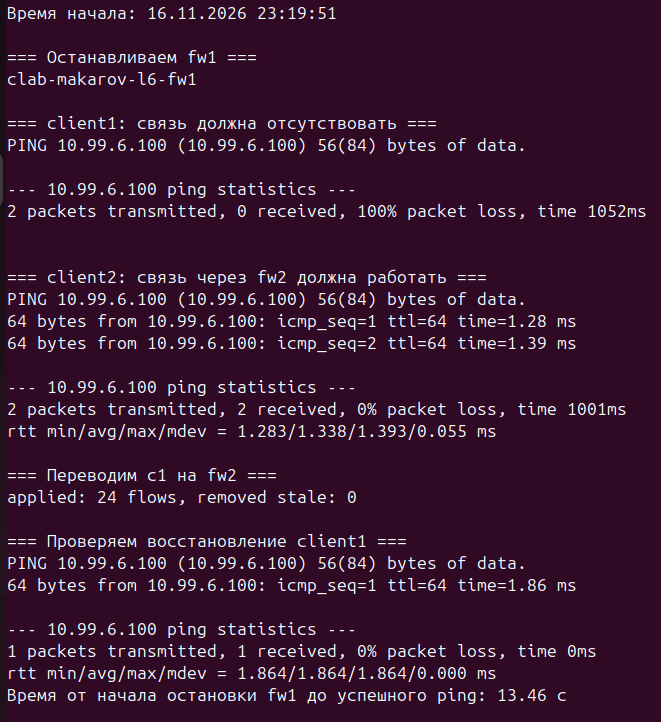 Время начала: 16.11.2026 23:19:51
=== Останавливаем fw1 ===
clab-makarov-l6-fw1
=== client1: связь должна отсутствовать ===
PING 10.99.6.100 (10.99.6.100) 56(84) bytes of data.
--- 10.99.6.100 ping statistics ---
2 packets transmitted, 0 received, 100% packet loss, time 1052ms
=== client2: связь через fw2 должна работать ===
PING 10.99.6.100 (10.99.6.100) 56(84) bytes of data.
64 bytes from 10.99.6.100: icmp_seq=1 ttl=64 time=1.28 ms
64 bytes from 10.99.6.100: icmp_seq=2 ttl=64 time=1.39 ms
--- 10.99.6.100 ping statistics ---
2 packets transmitted, 2 received, 0% packet loss, time 1001ms
rtt min/avg/max/mdev = 1.283/1.338/1.393/0.055 ms
=== Переводим c1 на fw2 ===
applied: 24 flows, removed stale: 0
=== Проверяем восстановление client1 ===
PING 10.99.6.100 (10.99.6.100) 56(84) bytes of data.
64 bytes from 10.99.6.100: icmp_seq=1 ttl=64 time=1.86 ms
--- 10.99.6.100 ping statistics ---
1 packets transmitted, 1 received, 0% packet loss, time 0ms
rtt min/avg/max/mdev = 1.864/1.864/1.864/0.000 ms
Время от начала остановки fw1 до успешного ping: 13.46 с